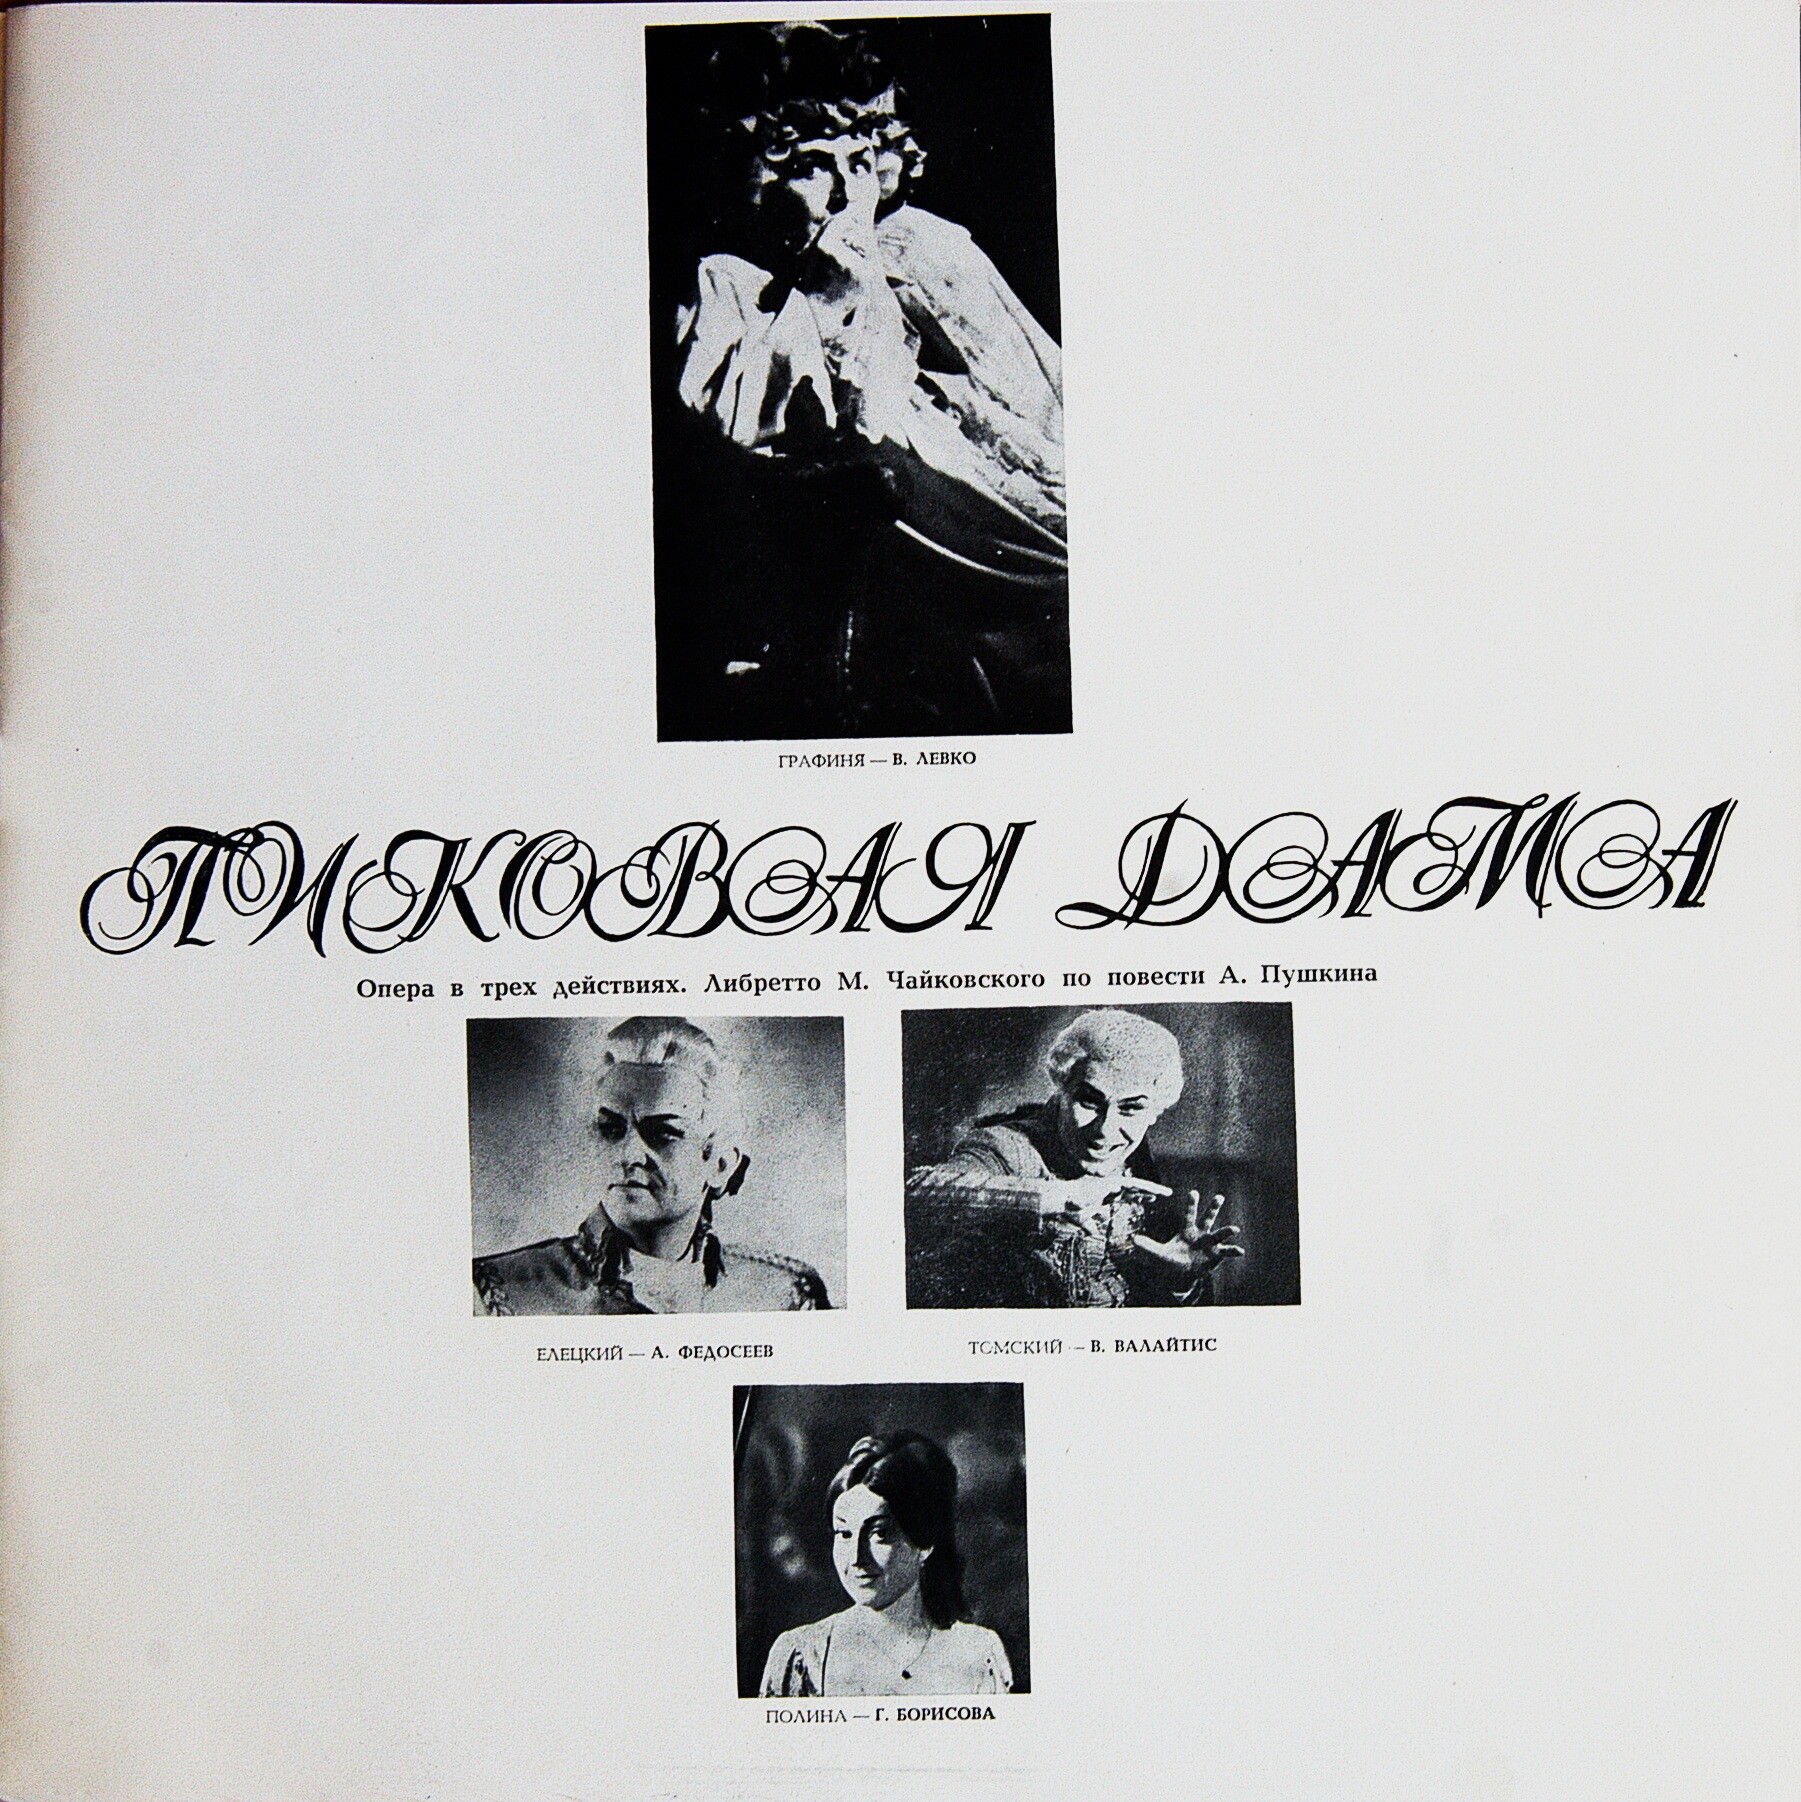 ГРАФИНЯ — В. ЛЕВКО
ПИКОВАЯ ДАМА
Опера в трех действиях. Либретто М. Чайковского по повести А. Пушкина
ЕЛЕЦКИЙ — А. ФЕДОСЕЕВ
ТОМСКИЙ — В. ВАЛАЙТИС
ПОЛИНА — Г. БОРИСОВА